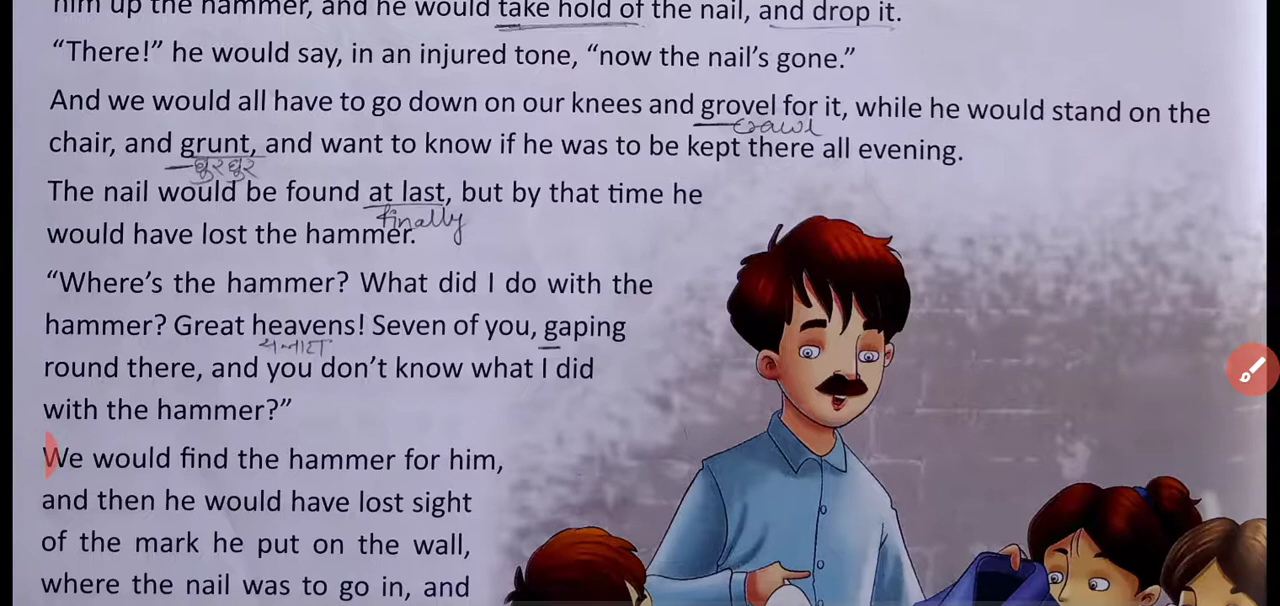 him up the hammer, and he would take hold of the nail, and drop it.
“There!” he would say, in an injured tone, “now the nail’s gone.”
And we would all have to go down on our knees and grovel for it, while he would stand on the
crawl
chair, and grunt, and want to know if he was to be kept there all evening.
घुरघुर
The nail would be found at last, but by that time he
finally
would have lost the hammer.
“Where’s the hammer? What did I do with the
hammer? Great heavens! Seven of you, gaping
round there, and you don’t know what I did
with the hammer?”
We would find the hammer for him,
and then he would have lost sight
of the mark he put on the wall,
where the nail was to go in, and